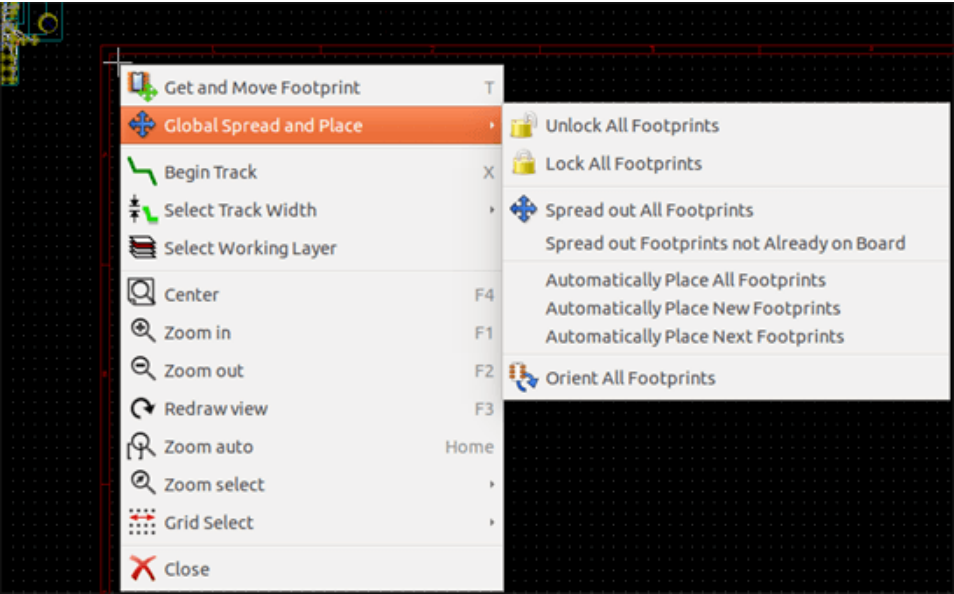 Get and Move Footprint T
Global Spread and Place
Begin Track X
Select Track Width
Select Working Layer
Center F4
Zoom in F1
Zoom out F2
Redraw view F3
Zoom auto Home
Zoom select
Grid Select
Close
Unlock All Footprints
Lock All Footprints
Spread out All Footprints
Spread out Footprints not Already on Board
Automatically Place All Footprints
Automatically Place New Footprints
Automatically Place Next Footprints
Orient All Footprints